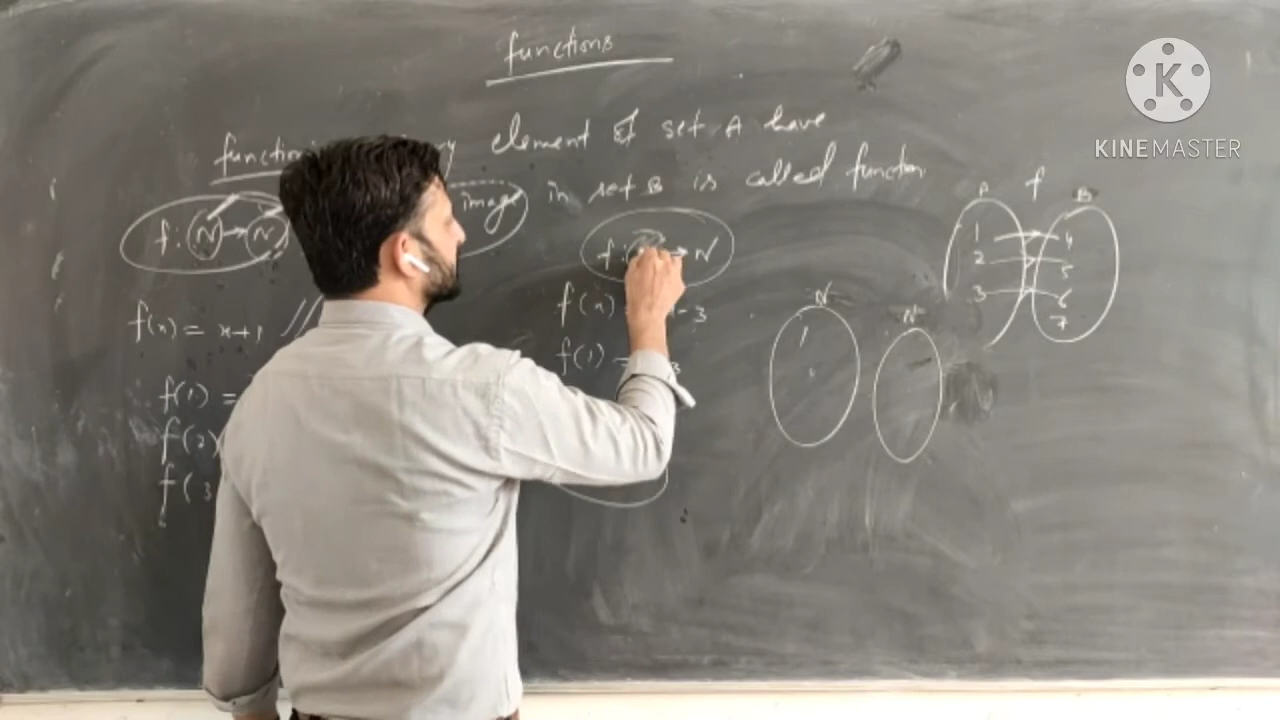 functions
element of set A have
image in set B is called function
f: N → N
f: → N
f(x) = x+1
f(x) -3
f(1) =
f(1) =
f(2)
f(3
A f B
1 4
2 5
3 6
7
N N
1
KINEMASTER